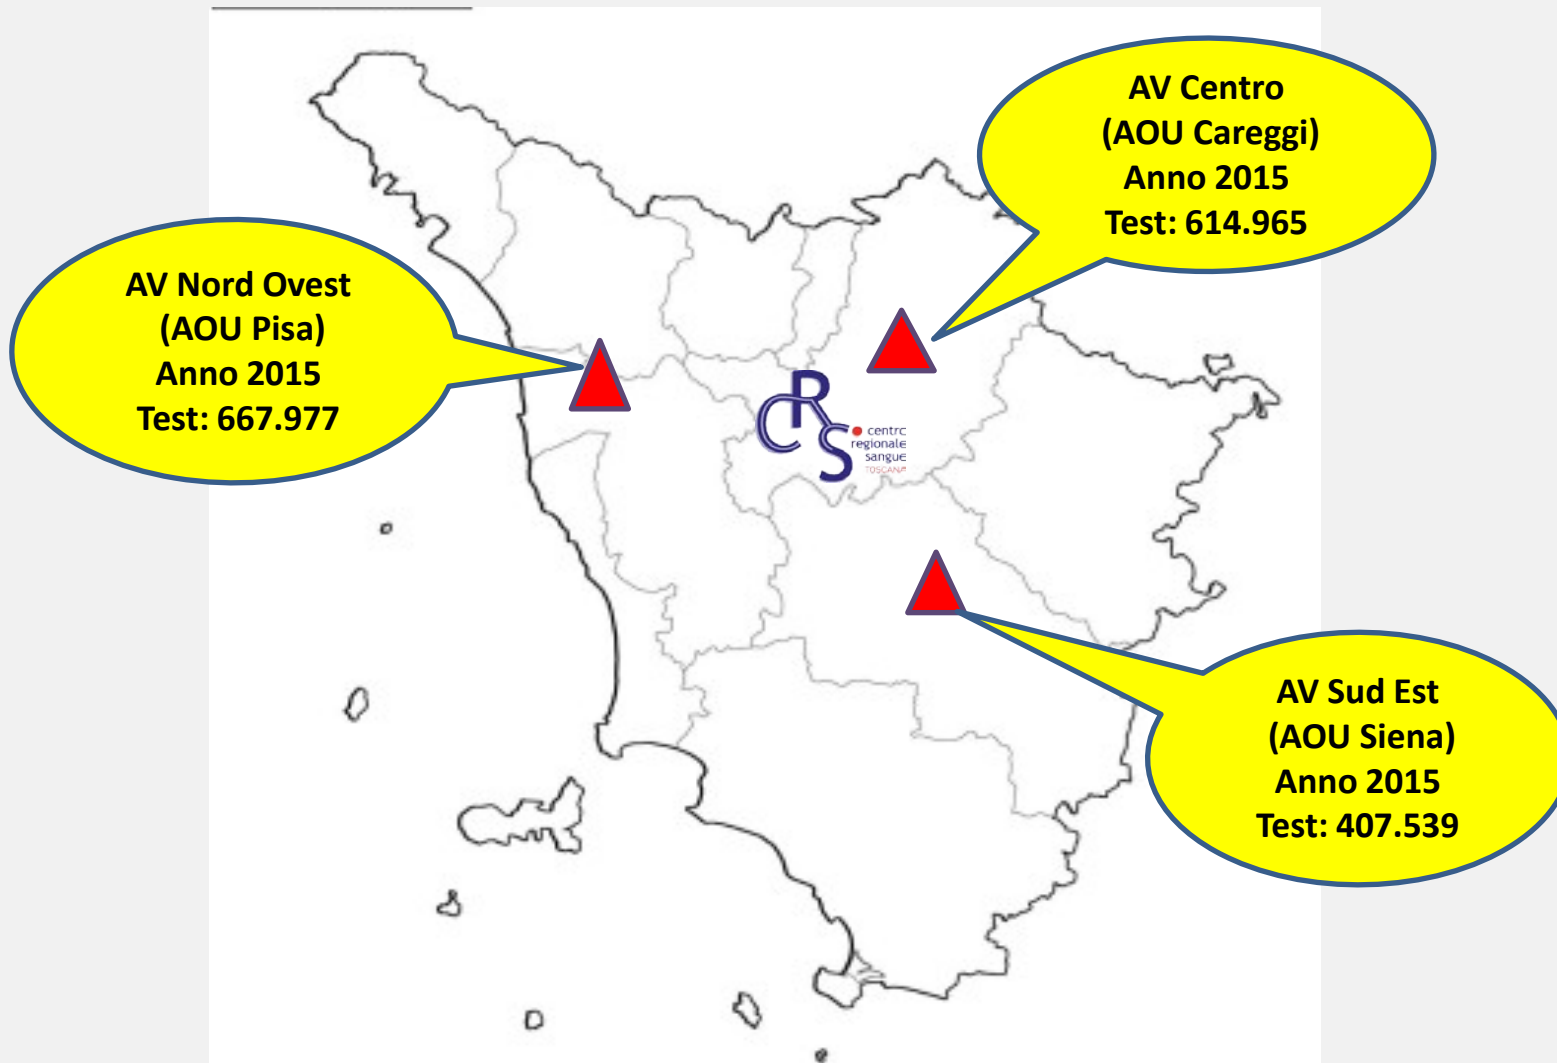 AV Centro
(AOU Careggi)
Anno 2015
Test: 614.965
AV Nord Ovest
(AOU Pisa)
Anno 2015
Test: 667.977
CRS
centro
regionale
sangue
TOSCANA
AV Sud Est
(AOU Siena)
Anno 2015
Test: 407.539